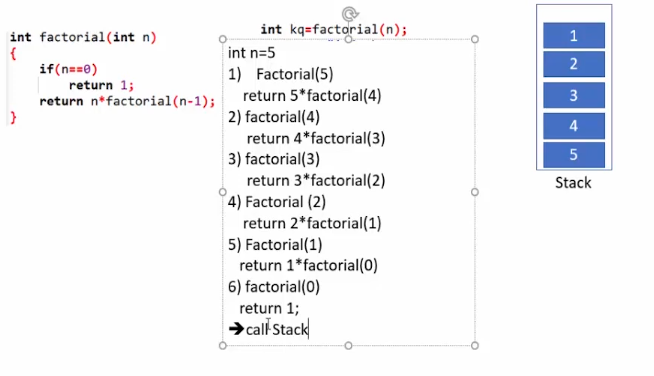 int factorial(int n)
{
if(n==0)
return 1;
return n*factorial(n-1);
}
int kq=factorial(n);
int n=5
1) Factorial(5)
return 5*factorial(4)
2) factorial(4)
return 4*factorial(3)
3) factorial(3)
return 3*factorial(2)
4) Factorial (2)
return 2*factorial(1)
5) Factorial(1)
return 1*factorial(0)
6) factorial(0)
return 1;
➔call Stack
1
2
3
4
5
Stack